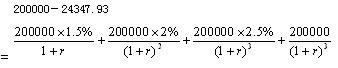 200000-24347.93
= 200000×1.5%/(1+r) + 200000×2%/(1+r)^2 + 200000×2.5%/(1+r)^3 + 200000/(1+r)^3